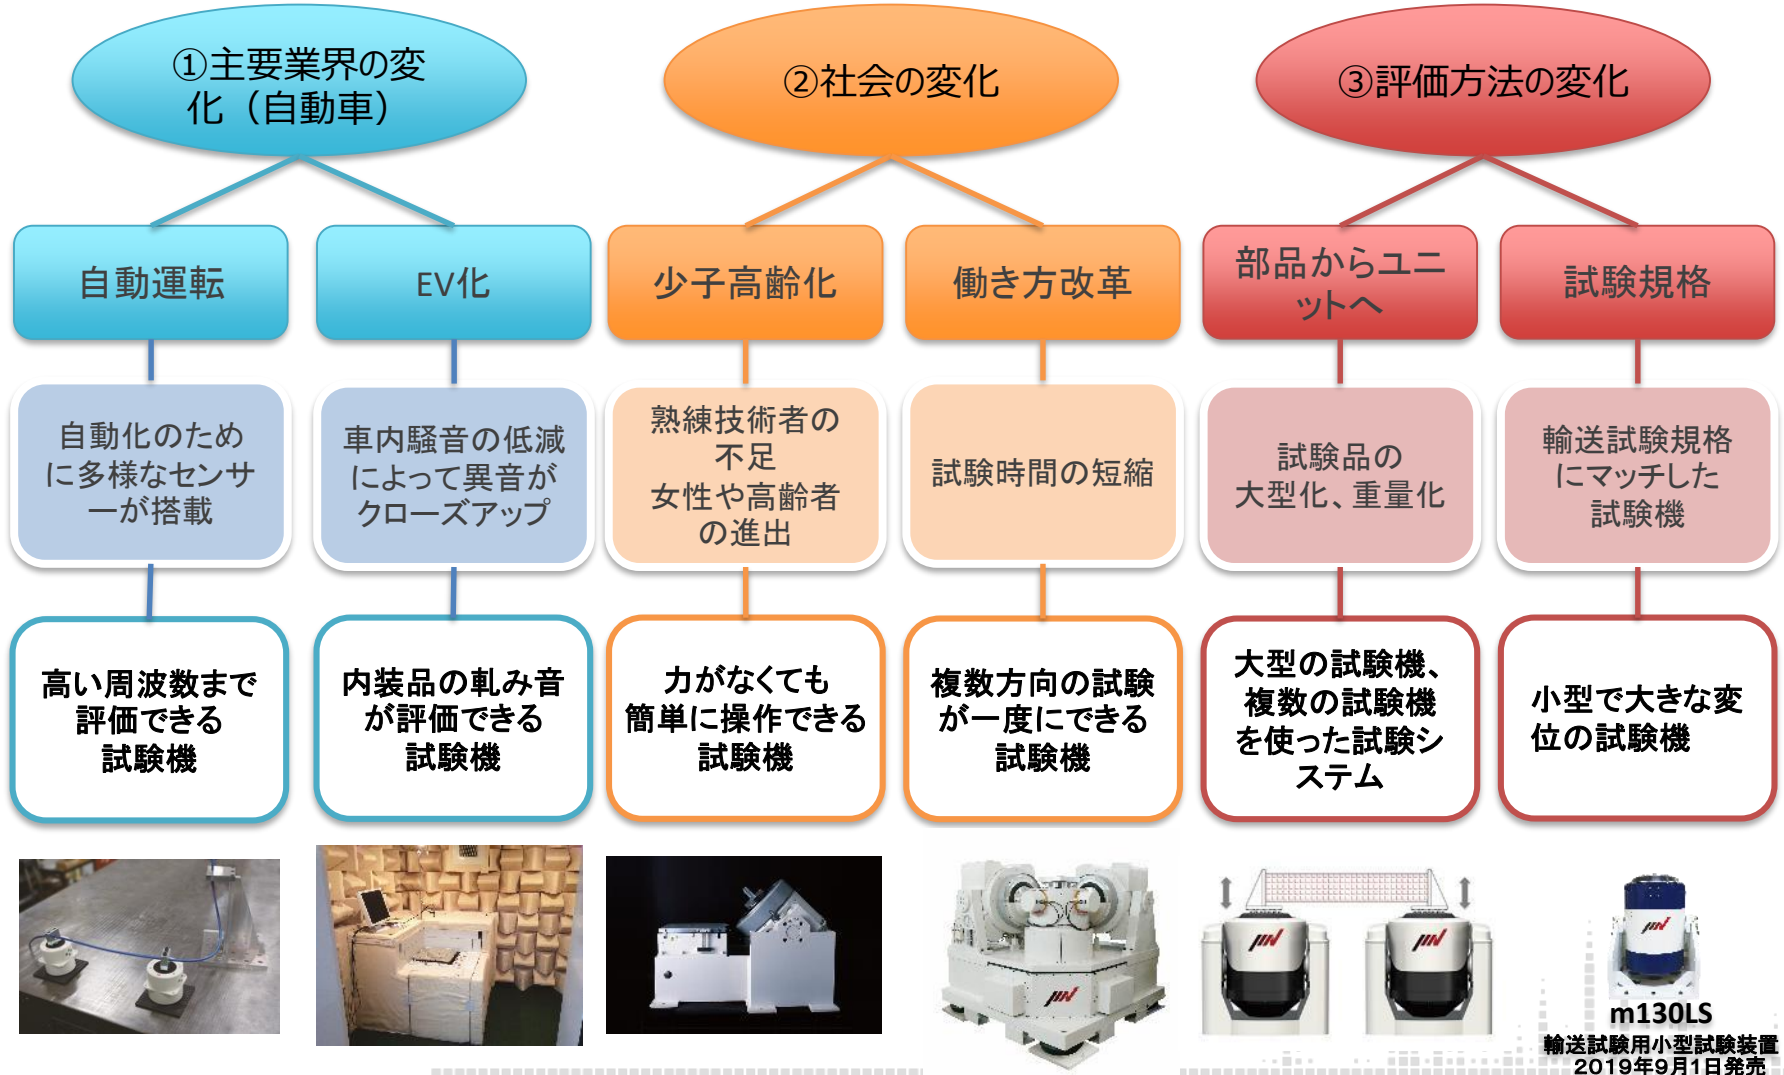 ①主要業界の変
化（自動車）
②社会の変化
③評価方法の変化
自動運転
EV化
少子高齢化
働き方改革
部品からユニ
ットへ
試験規格
自動化のため
に多様なセンサ
ーが搭載
車内騒音の低減
によって異音が
クローズアップ
熟練技術者の
不足
女性や高齢者
の進出
試験時間の短縮
試験品の
大型化、重量化
輸送試験規格
にマッチした
試験機
高い周波数まで
評価できる
試験機
内装品の軋み音
が評価できる
試験機
力がなくても
簡単に操作できる
試験機
複数方向の試験
が一度にできる
試験機
大型の試験機、
複数の試験機
を使った試験シ
ステム
小型で大きな変
位の試験機
m130LS
輸送試験用小型試験装置
2019年9月1日発売